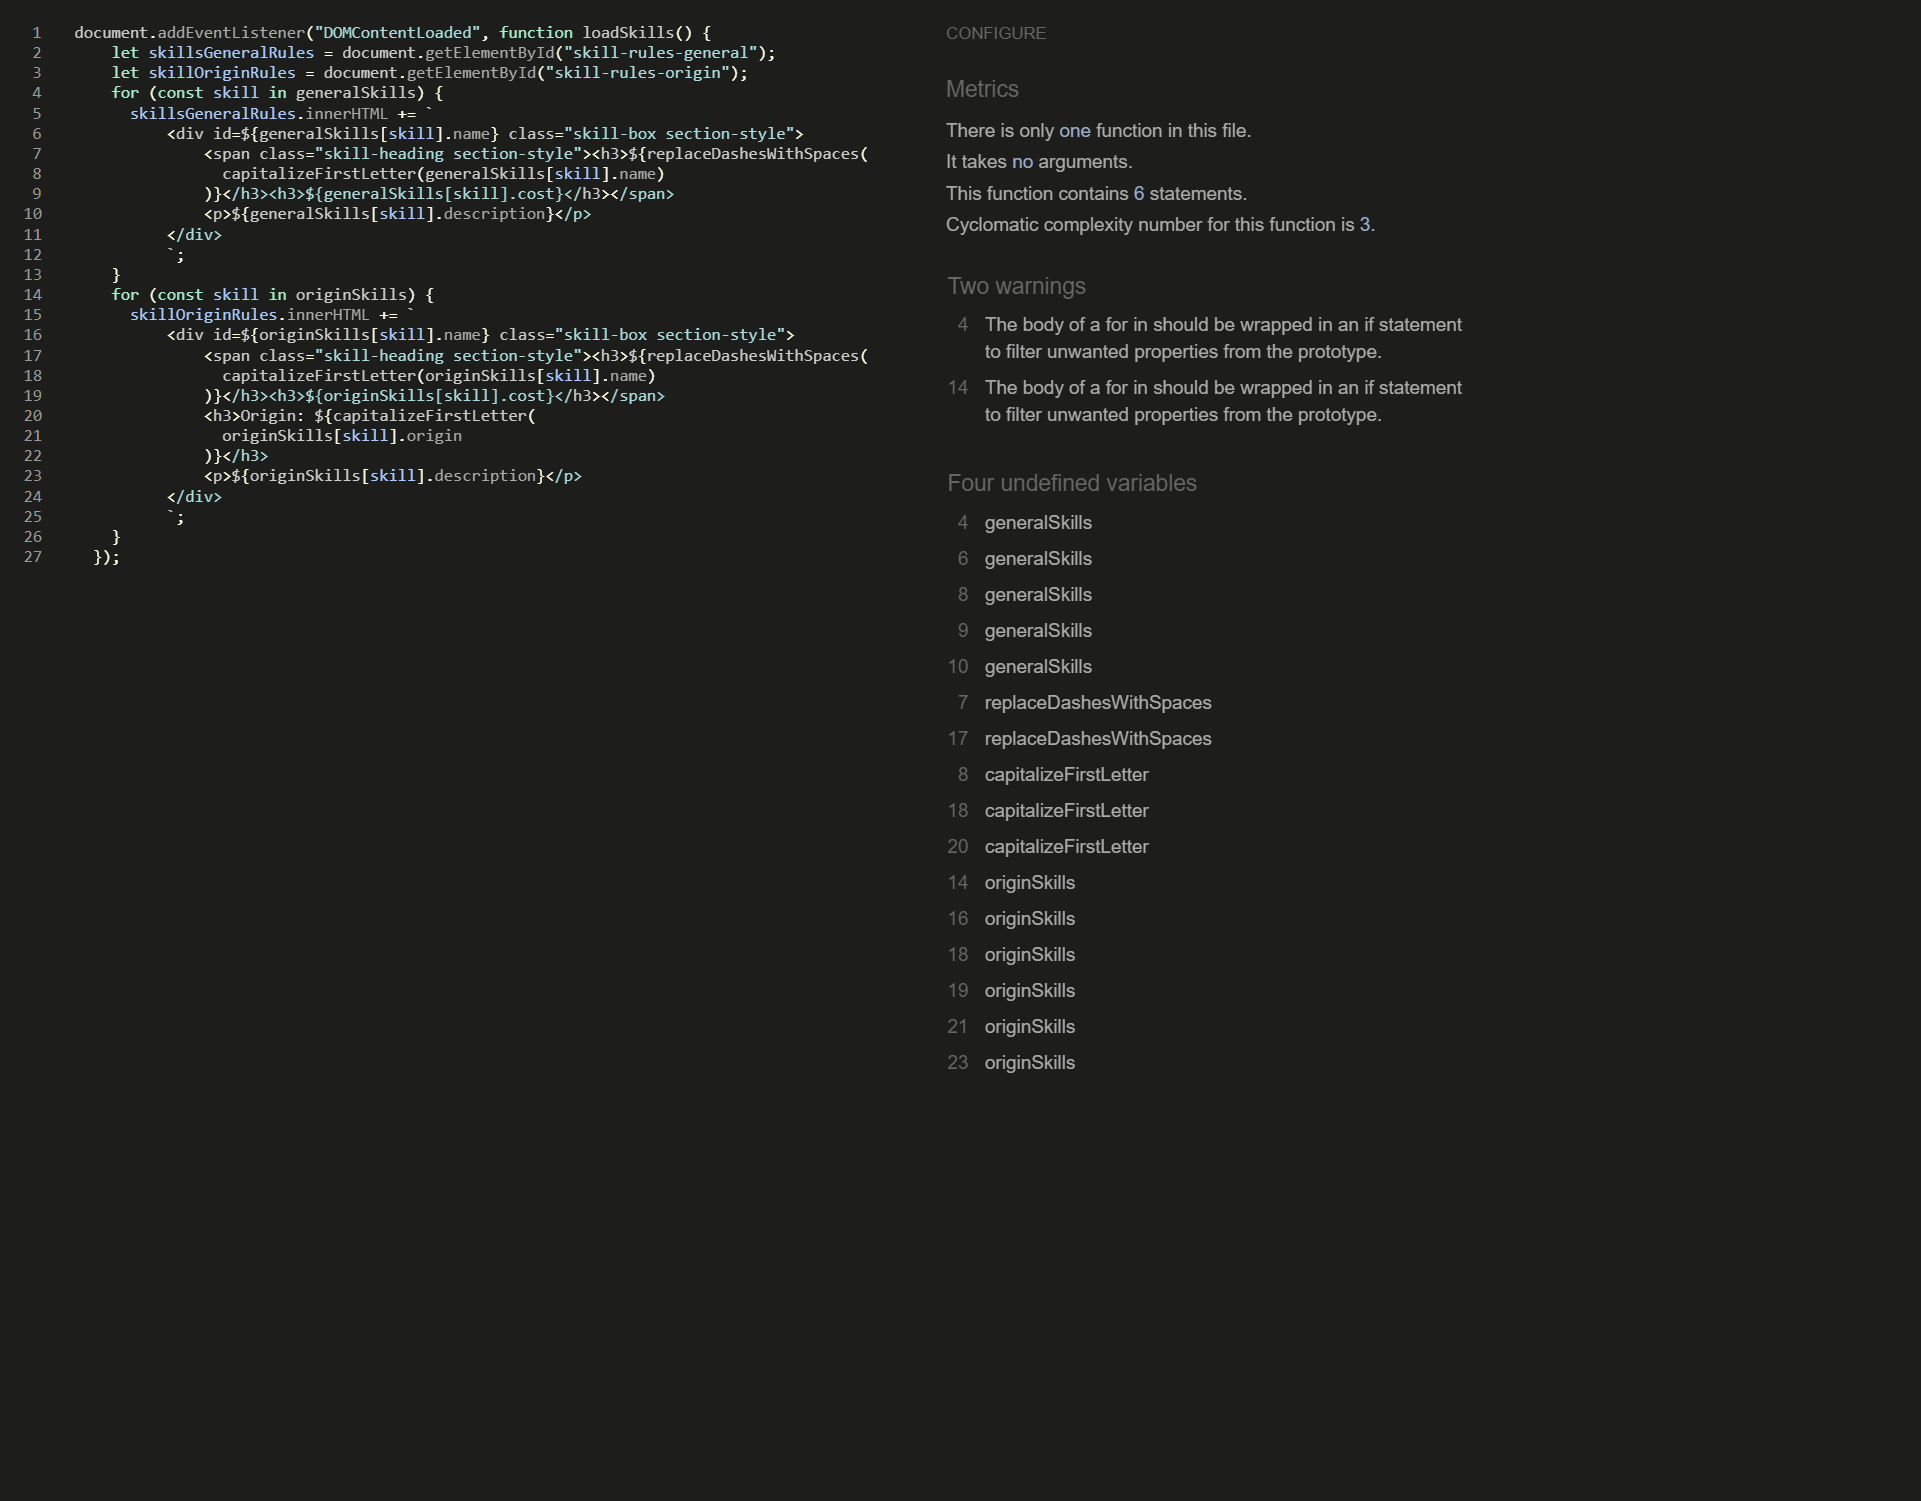 1 document.addEventListener("DOMContentLoaded", function loadSkills() {
2 let skillsGeneralRules = document.getElementById("skill-rules-general");
3 let skillOriginRules = document.getElementById("skill-rules-origin");
4 for (const skill in generalSkills) {
5 skillsGeneralRules.innerHTML += `
6 <div id=${generalSkills[skill].name} class="skill-box section-style">
7 <span class="skill-heading section-style"><h3>${replaceDashesWithSpaces(
8 capitalizeFirstLetter(generalSkills[skill].name)
9 )}</h3><h3>${generalSkills[skill].cost}</h3></span>
10 <p>${generalSkills[skill].description}</p>
11 </div>
12 `;
13 }
14 for (const skill in originSkills) {
15 skillOriginRules.innerHTML += `
16 <div id=${originSkills[skill].name} class="skill-box section-style">
17 <span class="skill-heading section-style"><h3>${replaceDashesWithSpaces(
18 capitalizeFirstLetter(originSkills[skill].name)
19 )}</h3><h3>${originSkills[skill].cost}</h3></span>
20 <h3>Origin: ${capitalizeFirstLetter(
21 originSkills[skill].origin
22 )}</h3>
23 <p>${originSkills[skill].description}</p>
24 </div>
25 `;
26 }
27 });
CONFIGURE
Metrics
There is only one function in this file.
It takes no arguments.
This function contains 6 statements.
Cyclomatic complexity number for this function is 3.
Two warnings
4 The body of a for in should be wrapped in an if statement
to filter unwanted properties from the prototype.
14 The body of a for in should be wrapped in an if statement
to filter unwanted properties from the prototype.
Four undefined variables
4 generalSkills
6 generalSkills
8 generalSkills
9 generalSkills
10 generalSkills
7 replaceDashesWithSpaces
17 replaceDashesWithSpaces
8 capitalizeFirstLetter
18 capitalizeFirstLetter
20 capitalizeFirstLetter
14 originSkills
16 originSkills
18 originSkills
19 originSkills
21 originSkills
23 originSkills